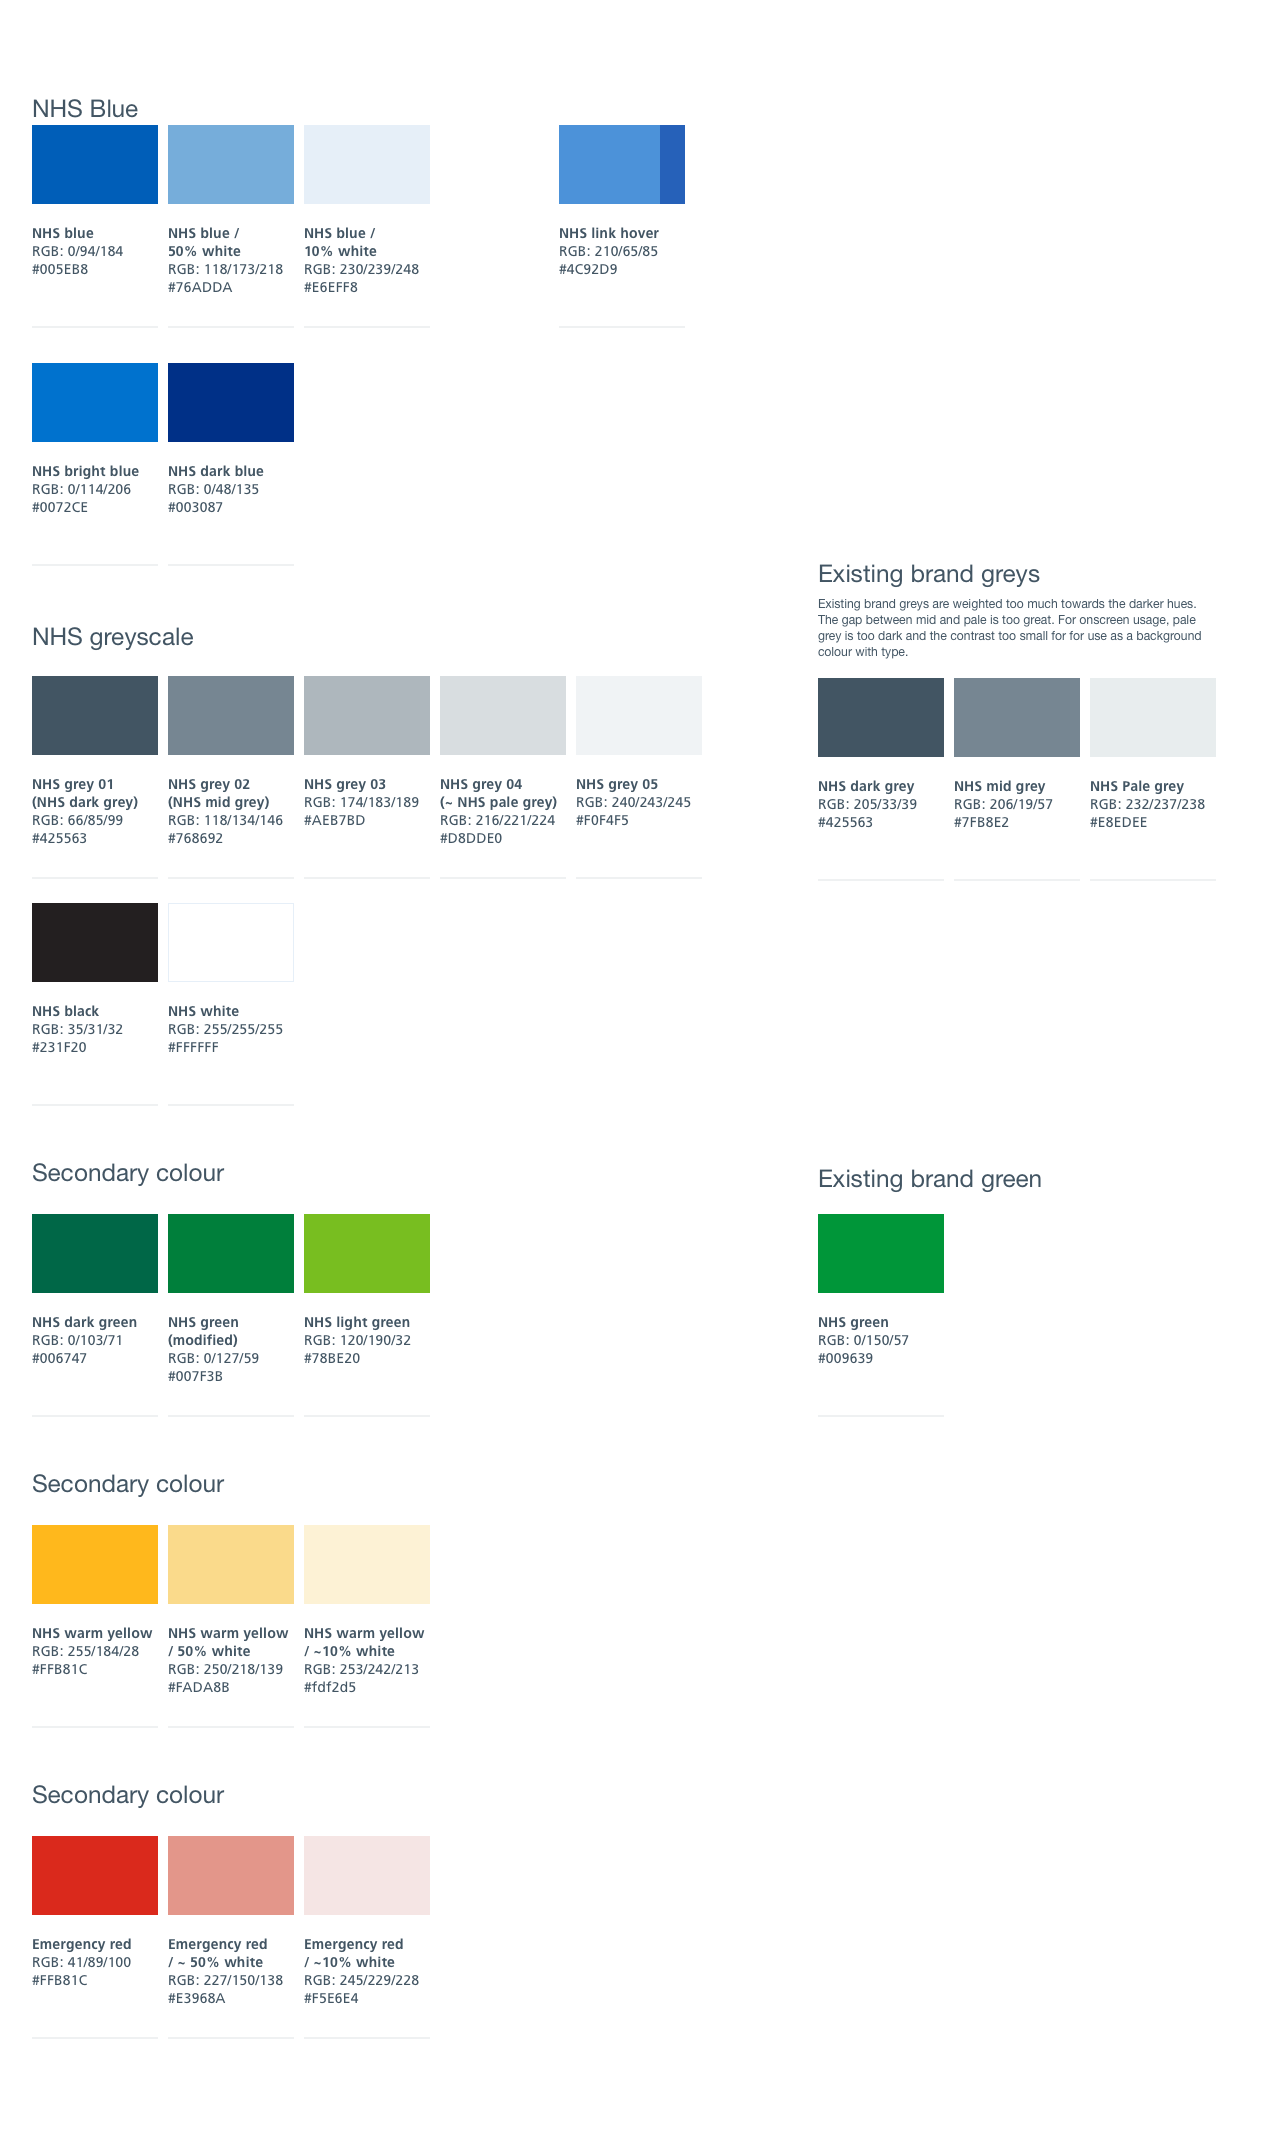 NHS Blue
NHS blue
RGB: 0/94/184
#005EB8
NHS blue /
50% white
RGB: 118/173/218
#76ADDA
NHS blue /
10% white
RGB: 230/239/248
#E6EFF8
NHS link hover
RGB: 210/65/85
#4C92D9
NHS bright blue
RGB: 0/114/206
#0072CE
NHS dark blue
RGB: 0/48/135
#003087
NHS greyscale
NHS grey 01
(NHS dark grey)
RGB: 66/85/99
#425563
NHS grey 02
(NHS mid grey)
RGB: 118/134/146
#768692
NHS grey 03
RGB: 174/183/189
#AEB7BD
NHS grey 04
(~ NHS pale grey)
RGB: 216/221/224
#D8DDE0
NHS grey 05
RGB: 240/243/245
#F0F4F5
Existing brand greys
Existing brand greys are weighted too much towards the darker hues.
The gap between mid and pale is too great. For onscreen usage, pale
grey is too dark and the contrast too small for for use as a background
colour with type.
NHS dark grey
RGB: 205/33/39
#425563
NHS mid grey
RGB: 206/19/57
#7FB8E2
NHS Pale grey
RGB: 232/237/238
#E8EDEE
NHS black
RGB: 35/31/32
#231F20
NHS white
RGB: 255/255/255
#FFFFFF
Secondary colour
NHS dark green
RGB: 0/103/71
#006747
NHS green
(modified)
RGB: 0/127/59
#007F3B
NHS light green
RGB: 120/190/32
#78BE20
Existing brand green
NHS green
RGB: 0/150/57
#009639
Secondary colour
NHS warm yellow
RGB: 255/184/28
#FFB81C
NHS warm yellow
/ 50% white
RGB: 250/218/139
#FADA8B
NHS warm yellow
/ ~10% white
RGB: 253/242/213
#fdf2d5
Secondary colour
Emergency red
RGB: 41/89/100
#FFB81C
Emergency red
/ ~ 50% white
RGB: 227/150/138
#E3968A
Emergency red
/ ~10% white
RGB: 245/229/228
#F5E6E4